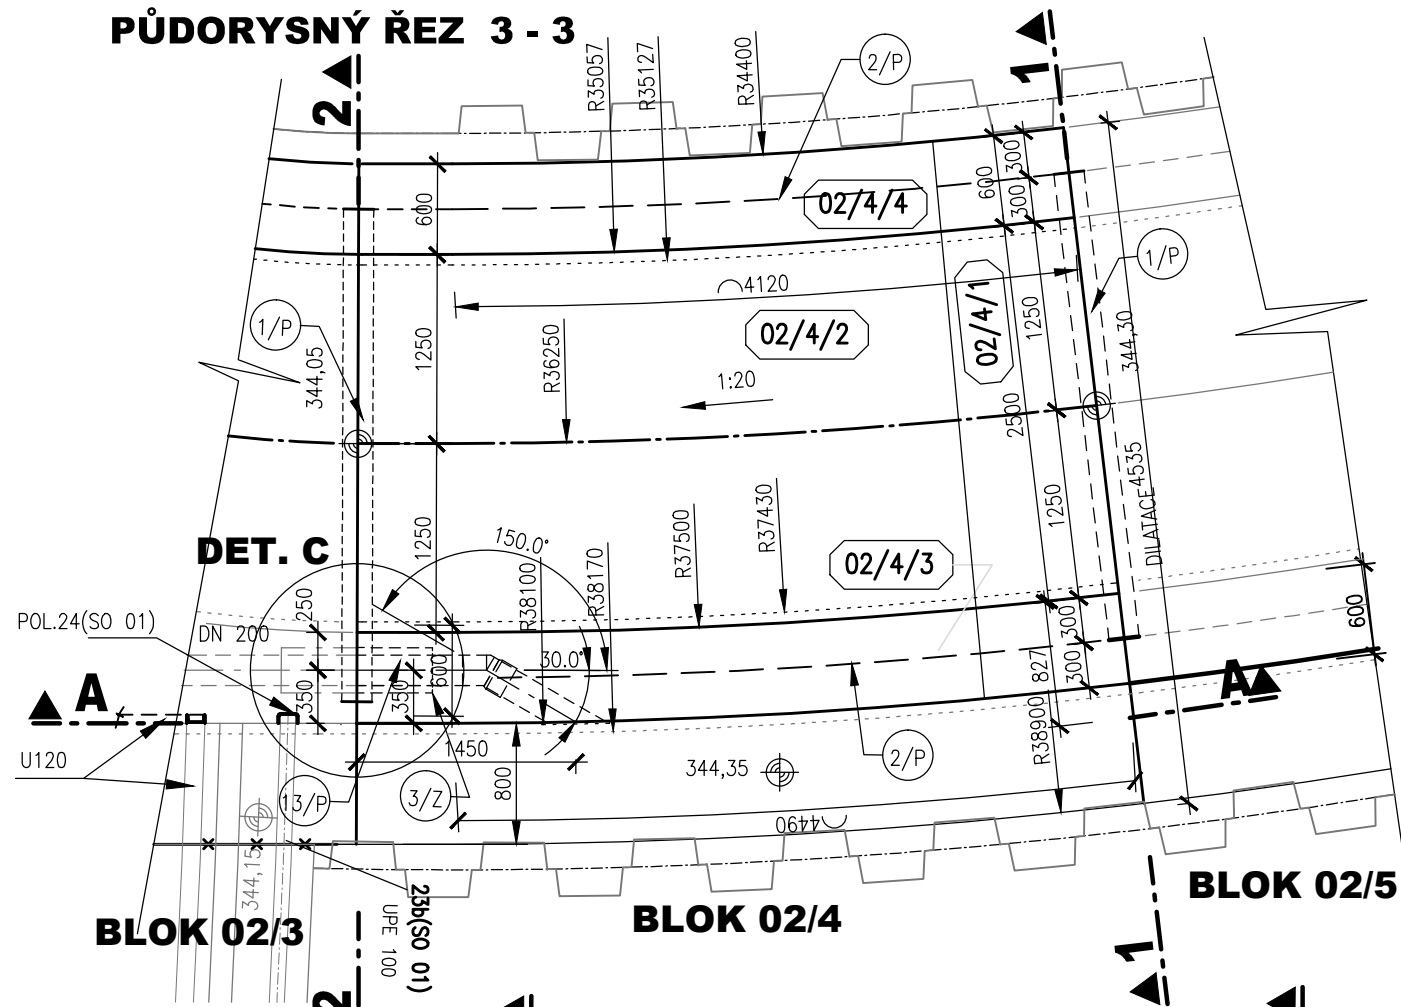 PŮDORYSNÝ ŘEZ 3 - 3
2
1
R35057
R35127
R34400
2/P
600
600
300
300
02/4/4
1/P
4120
1/P
344,05
1250
R36250
02/4/2
02/4/1
1250
344,30
1:20
2500
DET. C
1250
150.0°
R38100
R38170
R37500
R37430
02/4/3
1250
4535
DILATACE
POL.24(SO 01)
DN 200
250
350
350
600
30.0°
300
300
827
600
A
A
U120
1450
800
13/P
3/Z
344,35
2/P
R38900
4490
344,15
23b(SO 01)
UPE 100
BLOK 02/3
BLOK 02/4
BLOK 02/5
2
1